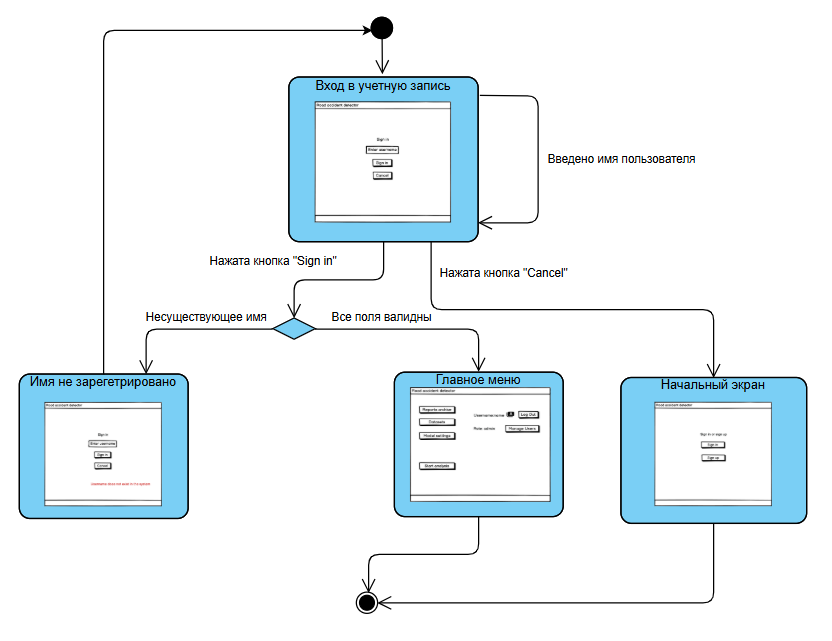 Вход в учетную запись
Road accident detector
Sign in
Enter username
Sign in
Cancel
Введено имя пользователя
Нажата кнопка "Sign in"
Нажата кнопка "Cancel"
Несуществующее имя
Все поля валидны
Имя не зарегетрировано
Road accident detector
Sign in
Enter username
Sign in
Cancel
Главное меню
Road accident detector
Reports archive
Username:name
Log Out
Model settings
Role: admin
Manage Users
Start analysis
Начальный экран
Road accident detector
Sign in or sign up
Sign in
Sign up